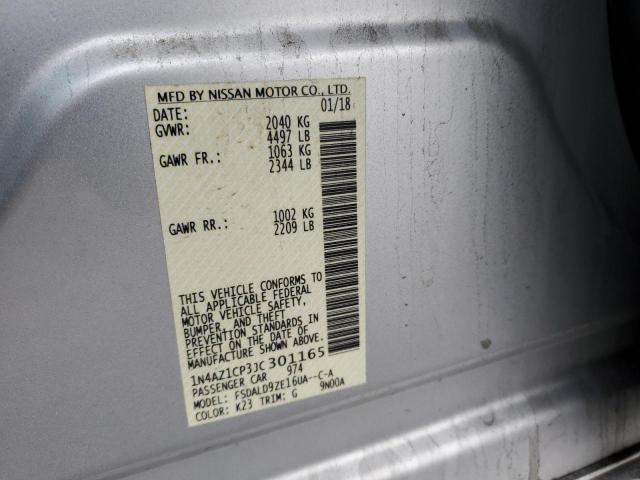 MFD BY NISSAN MOTOR CO., LTD.
DATE: 01/18
GVWR: 2040 KG
4497 LB
GAWR FR.: 1063 KG
2344 LB
GAWR RR.: 1002 KG
2209 LB
THIS VEHICLE CONFORMS TO
ALL APPLICABLE FEDERAL
MOTOR VEHICLE SAFETY,
BUMPER, AND THEFT
PREVENTION STANDARDS IN
EFFECT ON THE DATE OF
MANUFACTURE SHOWN ABOVE.
1N4AZ1CP3JC301165
PASSENGER CAR 974
MODEL: FSDALD9ZE16UA--C-A
COLOR: K23 TRIM: G 9N00A